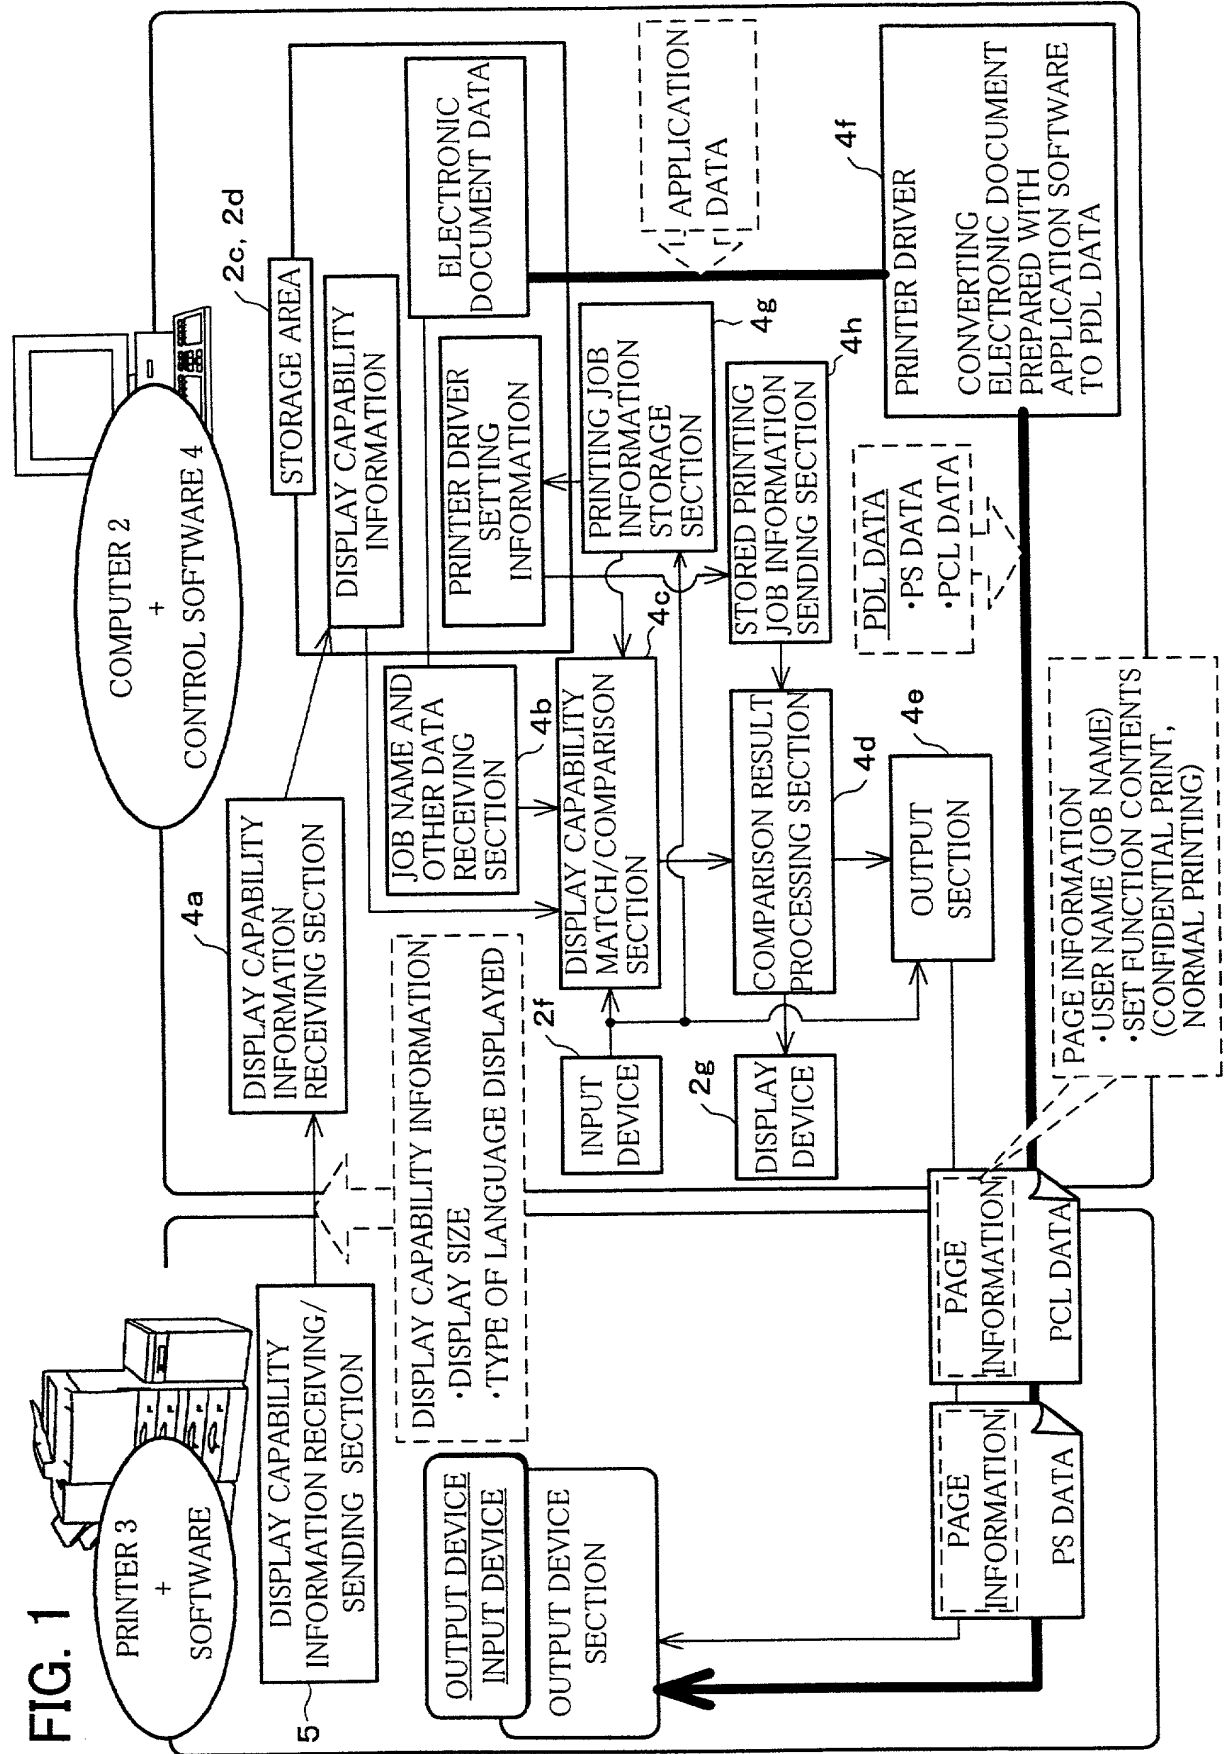 FIG. 1
PRINTER 3
+
SOFTWARE
COMPUTER 2
+
CONTROL SOFTWARE 4
5
DISPLAY CAPABILITY
INFORMATION RECEIVING/
SENDING SECTION
4a
DISPLAY CAPABILITY
INFORMATION
RECEIVING SECTION
DISPLAY CAPABILITY INFORMATION
·DISPLAY SIZE
·TYPE OF LANGUAGE DISPLAYED
2c, 2d
STORAGE AREA
DISPLAY CAPABILITY
INFORMATION
ELECTRONIC
DOCUMENT DATA
PRINTER DRIVER
SETTING
INFORMATION
JOB NAME AND
OTHER DATA
RECEIVING
SECTION
4b
4c
DISPLAY CAPABILITY
MATCH/COMPARISON
SECTION
4g
PRINTING JOB
INFORMATION
STORAGE
SECTION
4h
STORED PRINTING
JOB INFORMATION
SENDING SECTION
2f
INPUT
DEVICE
2g
DISPLAY
DEVICE
COMPARISON RESULT
PROCESSING SECTION
4d
4e
OUTPUT
SECTION
APPLICATION
DATA
4f
PRINTER DRIVER
CONVERTING
ELECTRONIC DOCUMENT
PREPARED WITH
APPLICATION SOFTWARE
TO PDL DATA
PDL DATA
·PS DATA
·PCL DATA
OUTPUT DEVICE
INPUT DEVICE
OUTPUT DEVICE
SECTION
PAGE
INFORMATION
PS DATA
PAGE
INFORMATION
PCL DATA
PAGE INFORMATION
·USER NAME (JOB NAME)
·SET FUNCTION CONTENTS
(CONFIDENTIAL PRINT,
NORMAL PRINTING)